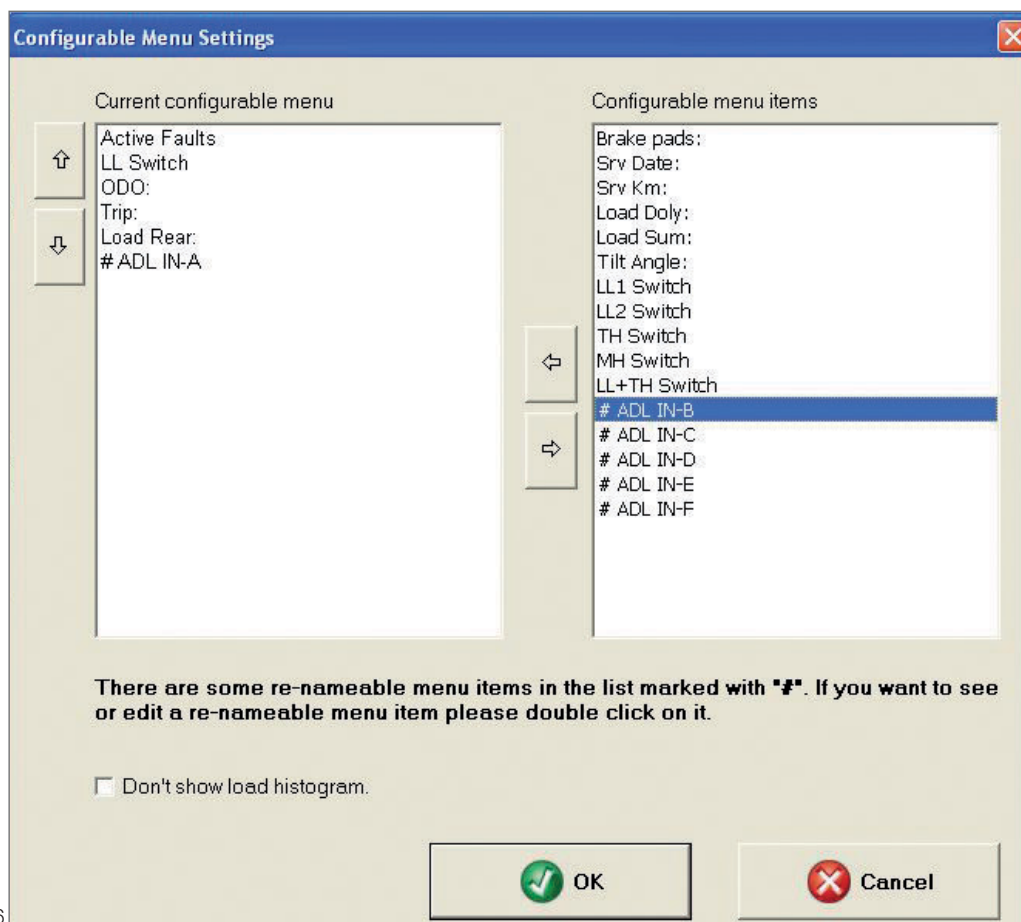 Configurable Menu Settings
Current configurable menu
Active Faults
LL Switch
ODO:
Trip:
Load Rear:
# ADL IN-A
Configurable menu items
Brake pads:
Srv Date:
Srv Km:
Load Doly:
Load Sum:
Tilt Angle:
LL1 Switch
LL2 Switch
TH Switch
MH Switch
LL+TH Switch
# ADL IN-B
# ADL IN-C
# ADL IN-D
# ADL IN-E
# ADL IN-F
There are some re-nameable menu items in the list marked with "#". If you want to see
or edit a re-nameable menu item please double click on it.
Don't show load histogram.
OK
Cancel